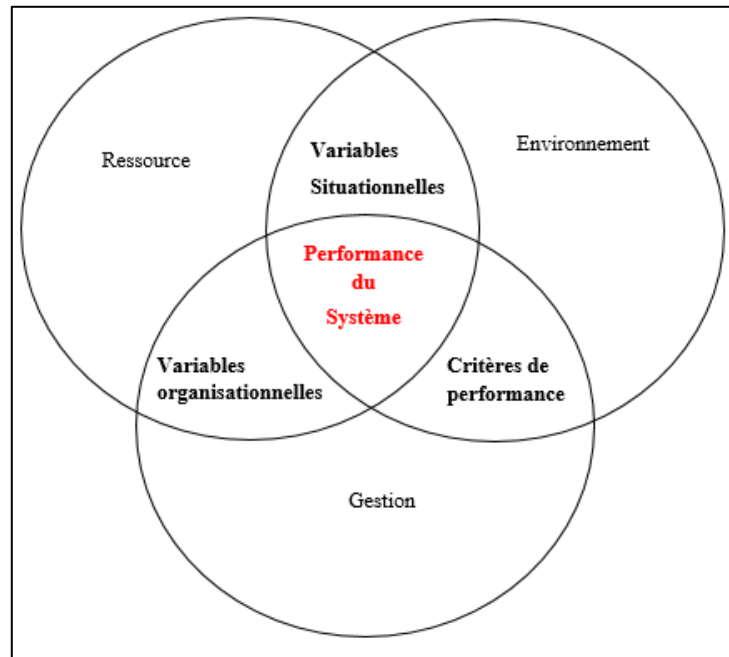 Ressource
Variables
Situationnelles
Environnement
Performance
du
Système
Variables
organisationnelles
Critères de
performance
Gestion